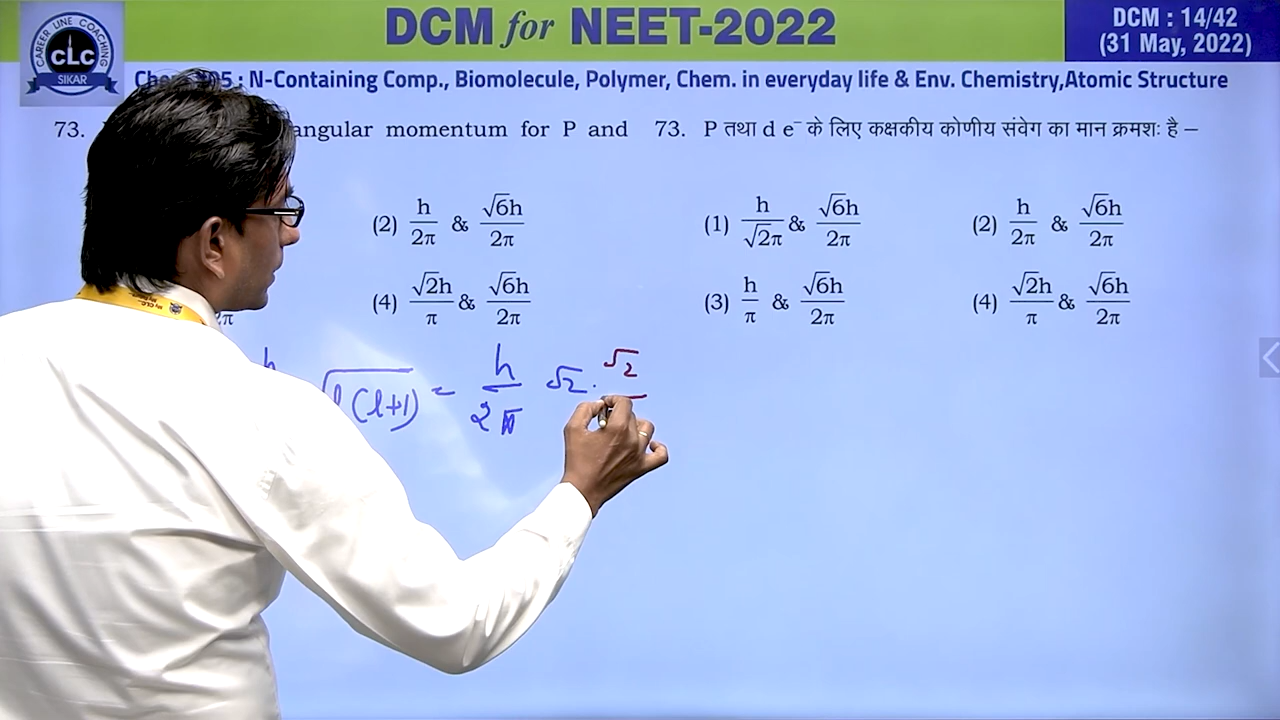 DCM for NEET-2022
DCM : 14/42
(31 May, 2022)
CAREER LINE COACHING
CLC
SIKAR
: N-Containing Comp., Biomolecule, Polymer, Chem. in everyday life & Env. Chemistry,Atomic Structure
73. angular momentum for P and
(2) h/2π & √6h/2π
(4) √2h/π & √6h/2π
2π
73. P तथा d e⁻ के लिए कक्षकीय कोणीय संवेग का मान क्रमशः है –
(1) h/√2π & √6h/2π (2) h/2π & √6h/2π
(3) h/π & √6h/2π (4) √2h/π & √6h/2π
h √l(l+1) = h/2π √2 . √2